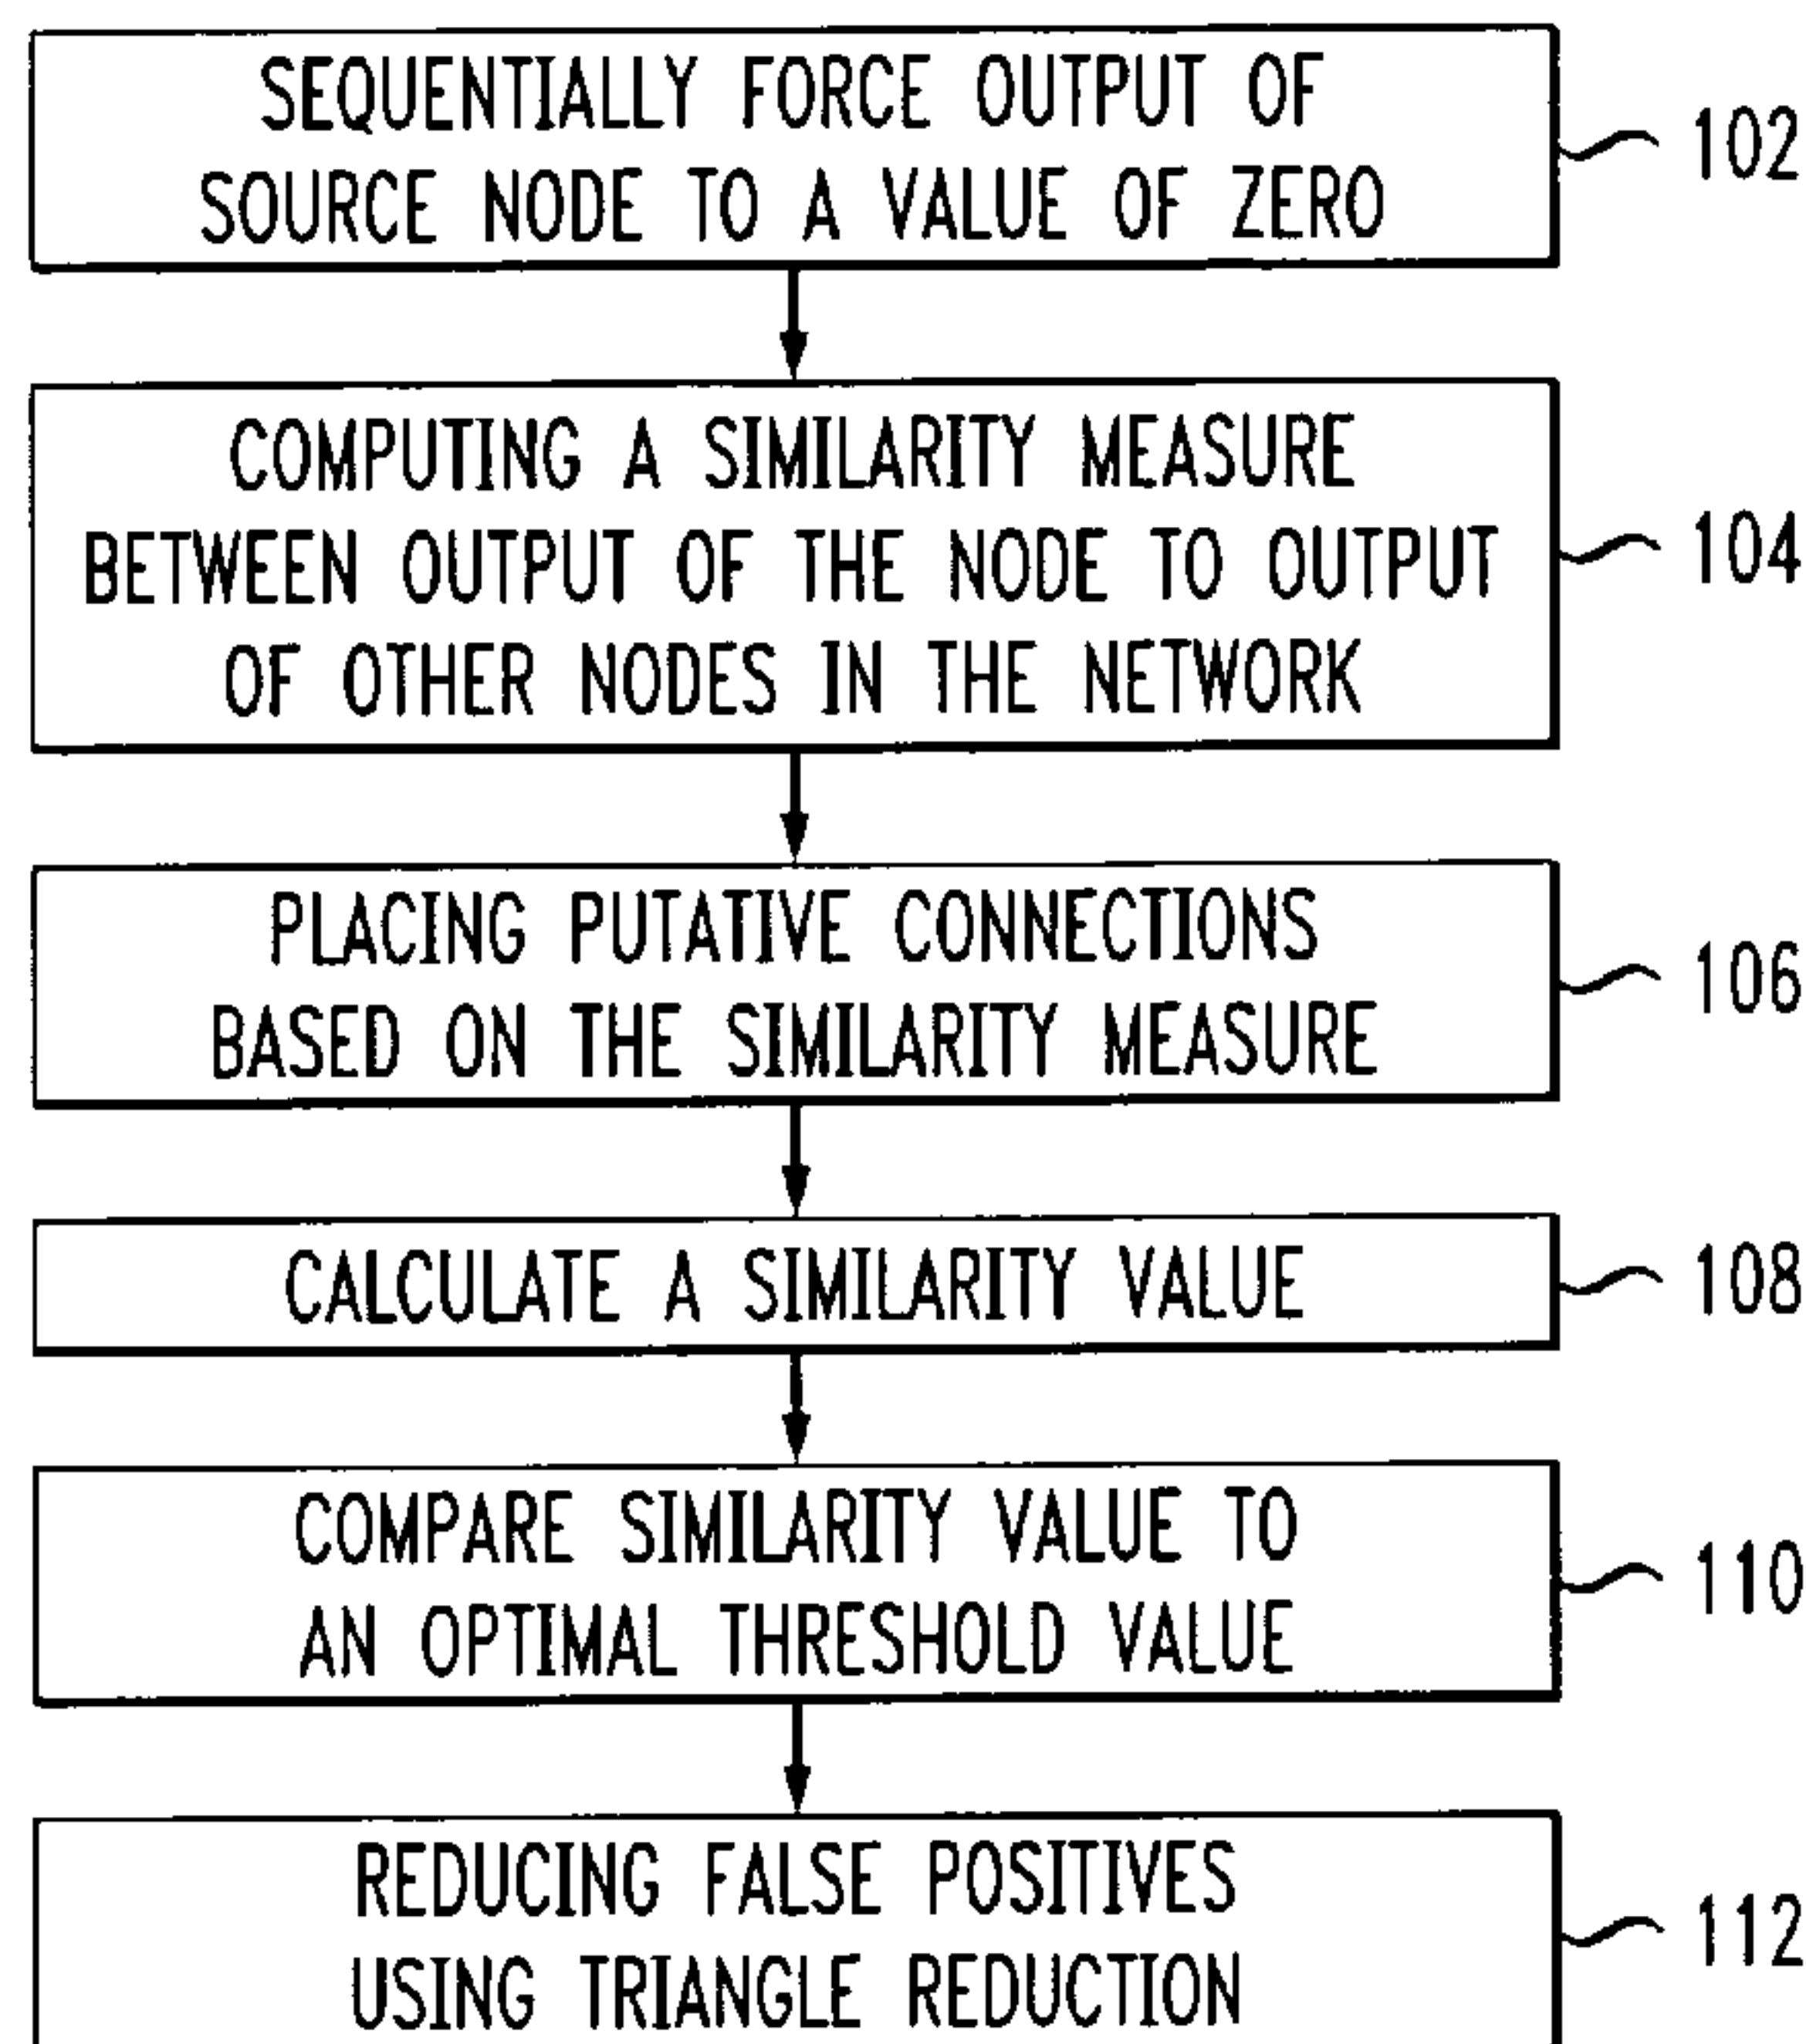 SEQUENTIALLY FORCE OUTPUT OF
SOURCE NODE TO A VALUE OF ZERO
102
COMPUTING A SIMILARITY MEASURE
BETWEEN OUTPUT OF THE NODE TO OUTPUT
OF OTHER NODES IN THE NETWORK
104
PLACING PUTATIVE CONNECTIONS
BASED ON THE SIMILARITY MEASURE
106
CALCULATE A SIMILARITY VALUE
108
COMPARE SIMILARITY VALUE TO
AN OPTIMAL THRESHOLD VALUE
110
REDUCING FALSE POSITIVES
USING TRIANGLE REDUCTION
112